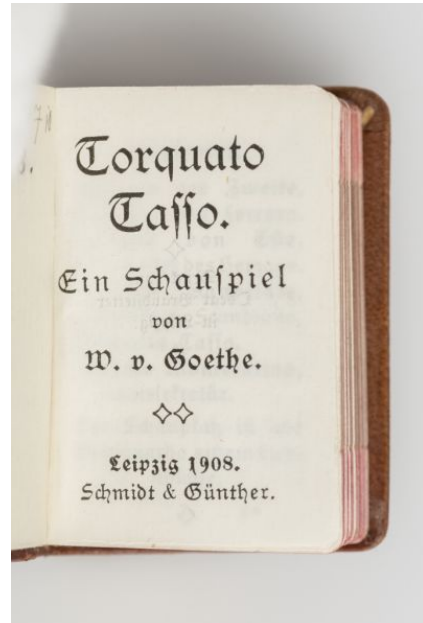 Torquato
Tasso.
Ein Schauspiel
von
W. v. Goethe.
Leipzig 1908.
Schmidt & Günther.